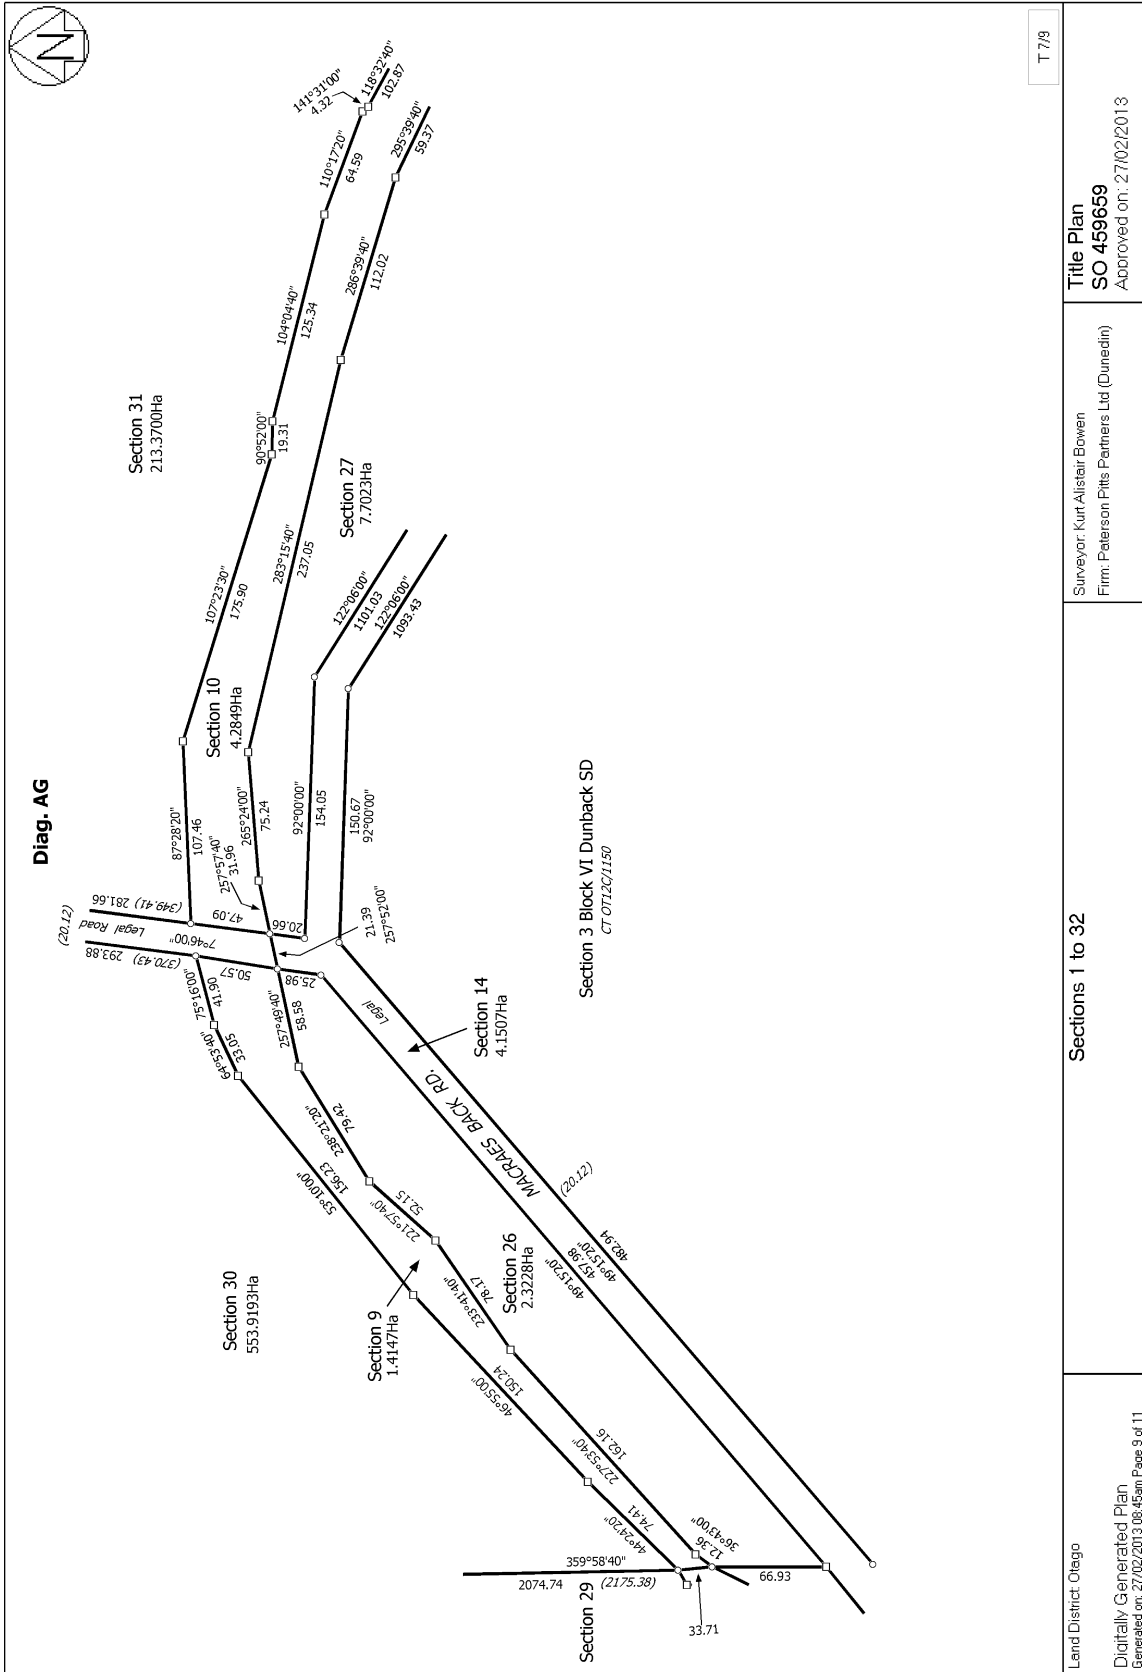 N
Diag. AG
(20.12)
Legal Road
(349.41) 281.66
(370.43) 293.88
7°46'00"
47.09
50.57
20.66
25.98
Section 31
213.3700Ha
87°28'20"
107.46
107°23'30"
175.90
90°52'00"
19.31
104°04'40"
125.34
110°17'20"
64.59
141°31'00"
4.32
118°32'40"
102.87
295°39'40"
59.37
286°39'40"
112.02
283°15'40"
237.05
Section 10
4.2849Ha
265°24'00"
75.24
257°57'40"
31.96
21.39
257°52'00"
Section 27
7.7023Ha
92°00'00"
154.05
122°06'00"
1101.03
122°06'00"
1093.43
150.67
92°00'00"
75°16'00"
41.90
64°53'40"
33.05
53°10'00"
156.23
257°49'40"
58.58
238°21'20"
79.42
221°57'40"
52.15
233°41'40"
78.17
Section 30
553.9193Ha
Section 9
1.4147Ha
Section 26
2.3228Ha
46°55'00"
150.24
227°53'40"
162.16
44°24'20"
74.41
36°43'00"
12.36
359°58'40"
2074.74
(2175.38)
Section 29
33.71
66.93
Legal
MACRAES BACK RD.
(20.12)
49°15'20"
457.98
49°15'20"
482.94
Section 14
4.1507Ha
Section 3 Block VI Dunback SD
CT OT12C/1150
T 7/9
Land District: Otago
Digitally Generated Plan
Generated on: 27/02/2013 08:45am Page 9 of 11
Sections 1 to 32
Surveyor: Kurt Alistair Bowen
Firm: Paterson Pitts Partners Ltd (Dunedin)
Title Plan
SO 459659
Approved on: 27/02/2013